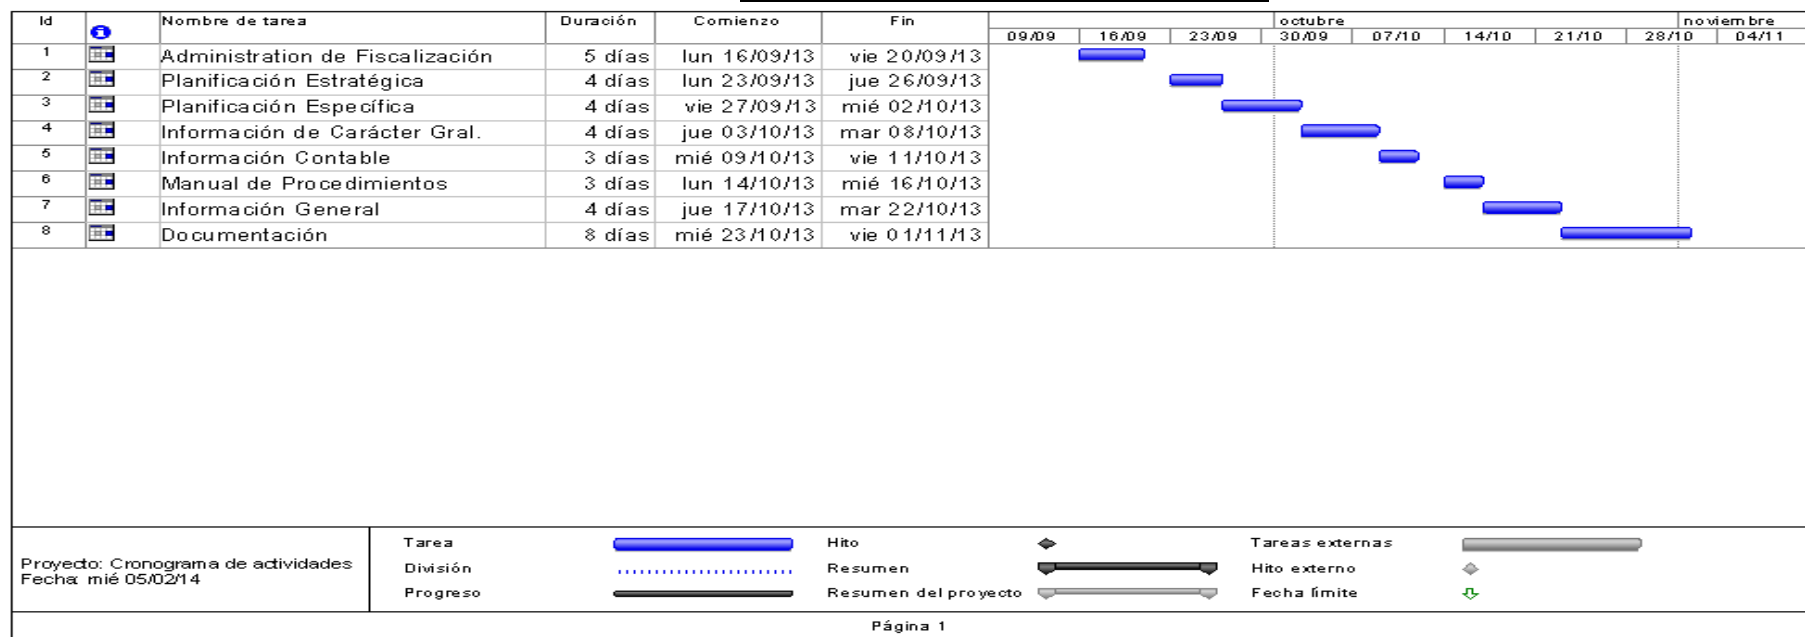 Id Nombre de tarea Duración Comienzo Fin octubre noviembre
09/09 16/09 23/09 30/09 07/10 14/10 21/10 28/10 04/11
1 Administration de Fiscalización 5 días lun 16/09/13 vie 20/09/13
2 Planificación Estratégica 4 días lun 23/09/13 jue 26/09/13
3 Planificación Específica 4 días vie 27/09/13 mié 02/10/13
4 Información de Carácter Gral. 4 días jue 03/10/13 mar 08/10/13
5 Información Contable 3 días mié 09/10/13 vie 11/10/13
6 Manual de Procedimientos 3 días lun 14/10/13 mié 16/10/13
7 Información General 4 días jue 17/10/13 mar 22/10/13
8 Documentación 8 días mié 23/10/13 vie 01/11/13
Proyecto: Cronograma de actividades
Fecha: mié 05/02/14
Tarea Hito Tareas externas
División Resumen Hito externo
Progreso Resumen del proyecto Fecha límite
Página 1